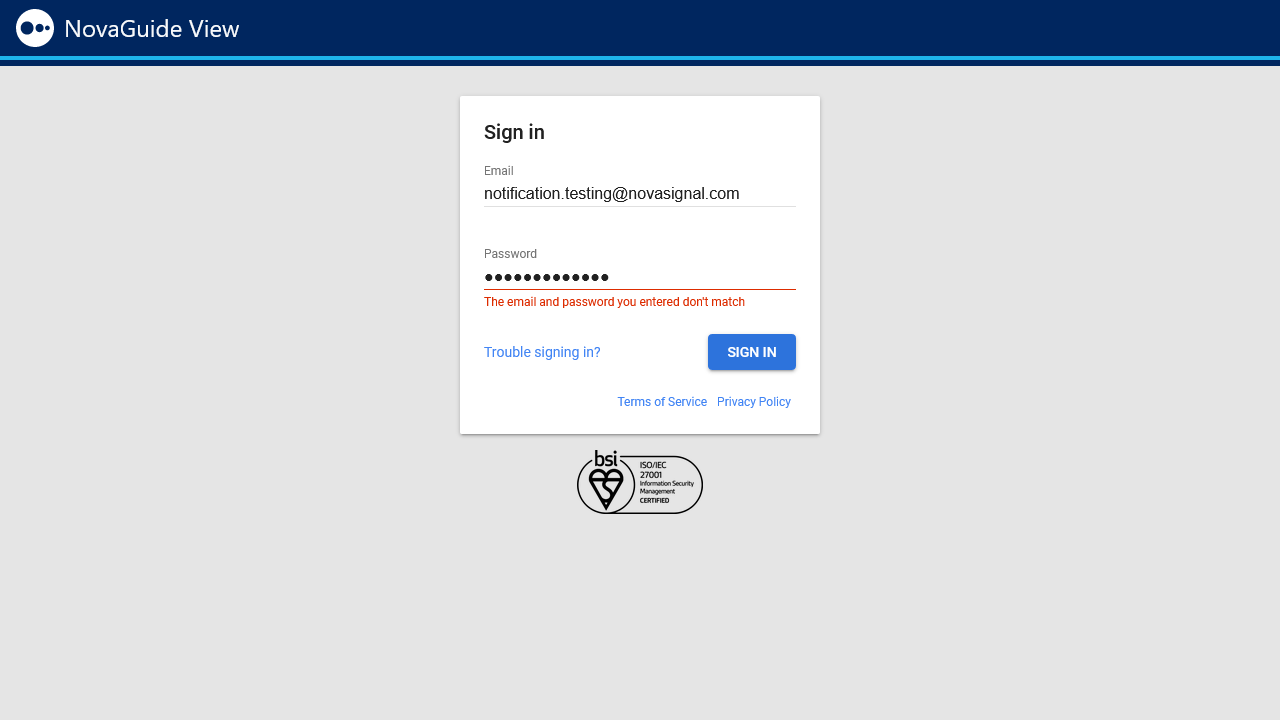 NovaGuide View
Sign in
Email
notification.testing@novasignal.com
Password
●●●●●●●●●●●●●
The email and password you entered don't match
Trouble signing in?
SIGN IN
Terms of Service Privacy Policy
bsi
ISO/IEC
27001
Information Security
Management
CERTIFIED